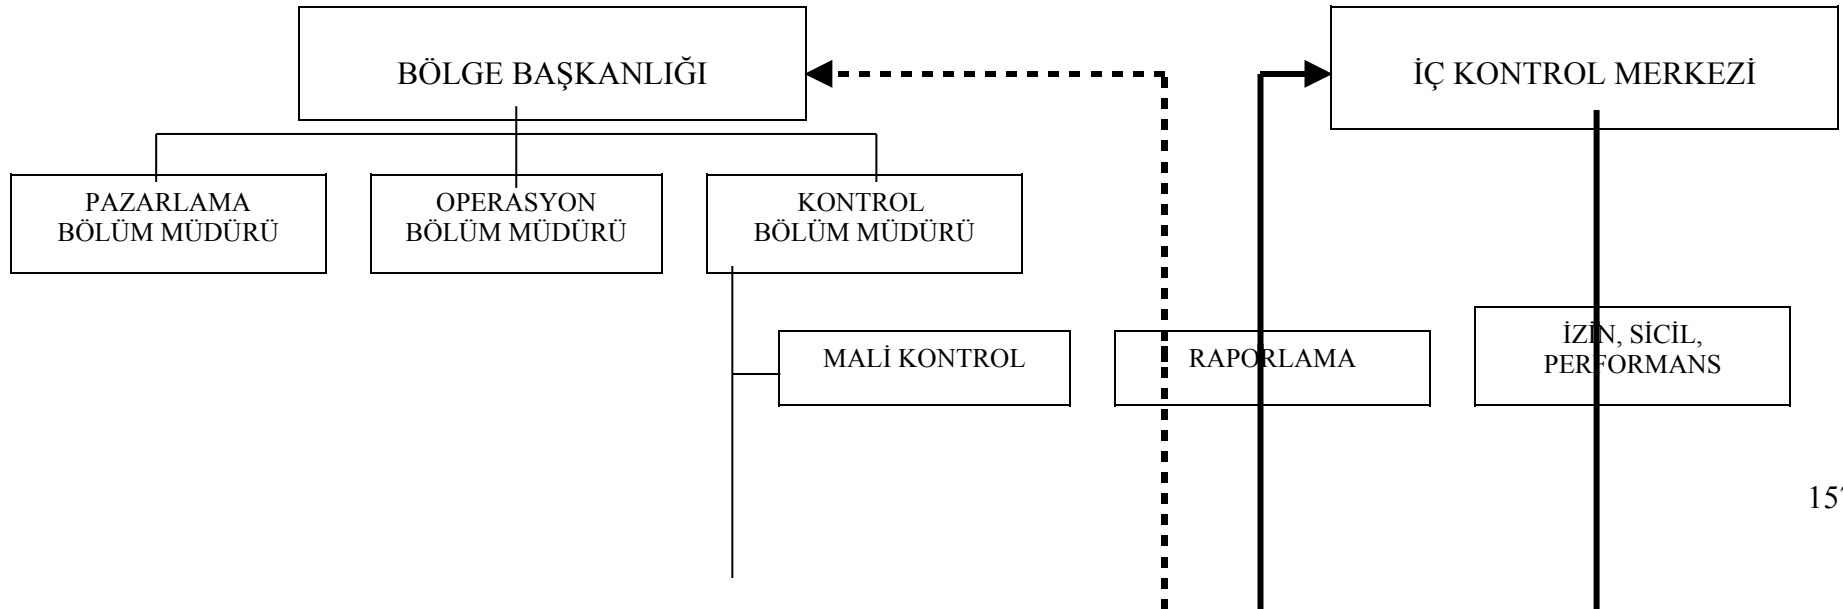 BÖLGE BAŞKANLIĞI
İÇ KONTROL MERKEZİ
PAZARLAMA
BÖLÜM MÜDÜRÜ
OPERASYON
BÖLÜM MÜDÜRÜ
KONTROL
BÖLÜM MÜDÜRÜ
MALİ KONTROL
RAPORLAMA
İZİN, SİCİL,
PERFORMANS